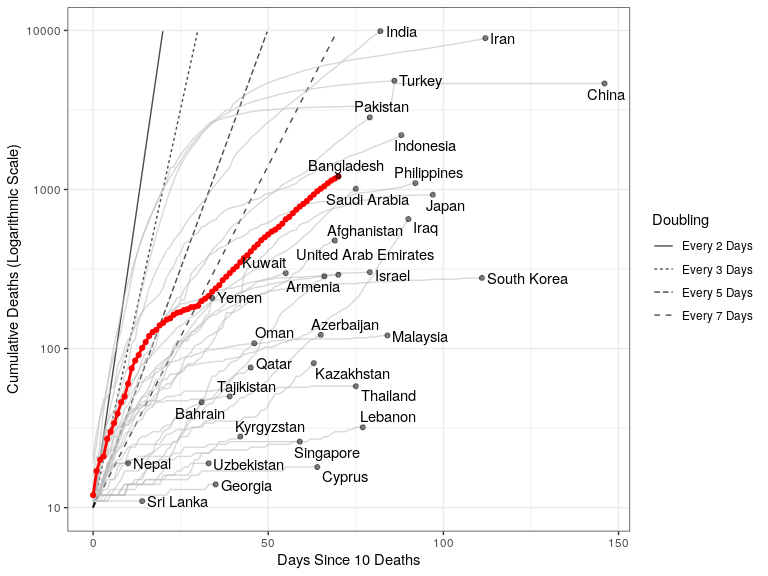 Cumulative Deaths (Logarithmic Scale)
10000
1000
100
10
India
Iran
Turkey
China
Pakistan
Indonesia
Bangladesh
Philippines
Saudi Arabia
Japan
Afghanistan
Iraq
United Arab Emirates
Kuwait
Israel
South Korea
Armenia
Yemen
Azerbaijan
Oman
Malaysia
Qatar
Kazakhstan
Tajikistan
Thailand
Bahrain
Lebanon
Kyrgyzstan
Singapore
Nepal
Uzbekistan
Cyprus
Georgia
Sri Lanka
0
50
100
150
Days Since 10 Deaths
Doubling
Every 2 Days
Every 3 Days
Every 5 Days
Every 7 Days